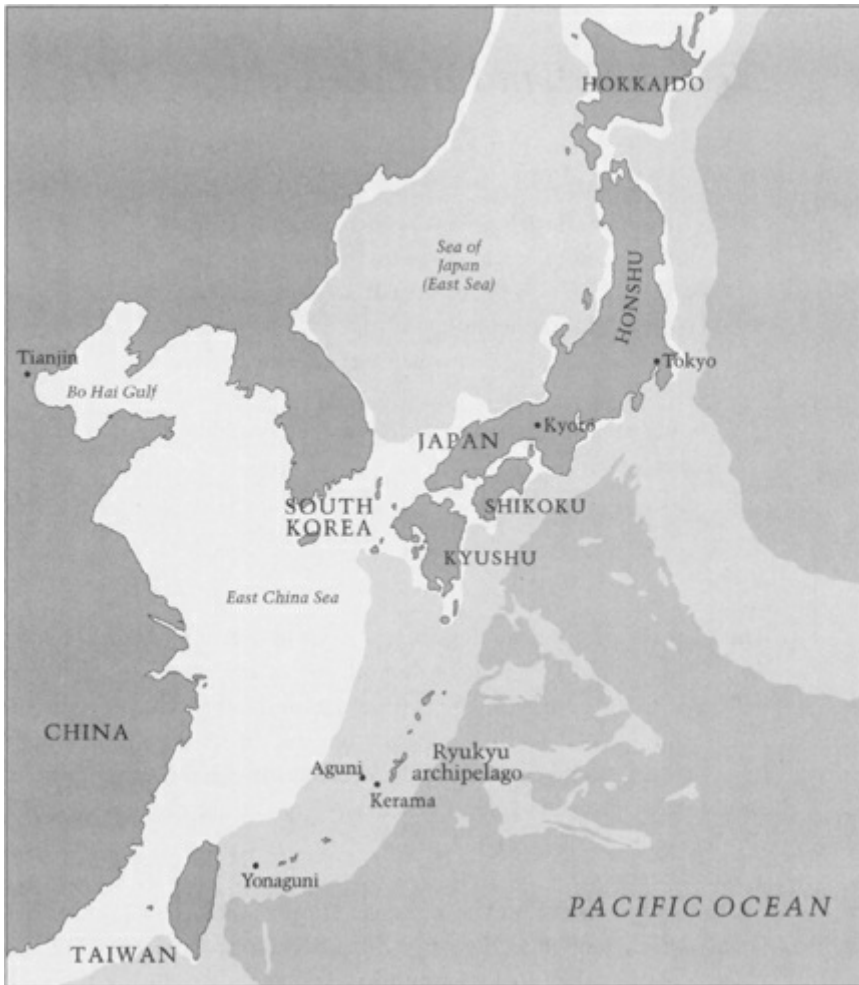 HOKKAIDO
Sea of
Japan
(East Sea)
HONSHU
Tianjin
Bo Hai Gulf
Tokyo
Kyoto
JAPAN
SHIKOKU
SOUTH
KOREA
KYUSHU
East China Sea
CHINA
Ryukyu
archipelago
Aguni
Kerama
Yonaguni
PACIFIC OCEAN
TAIWAN